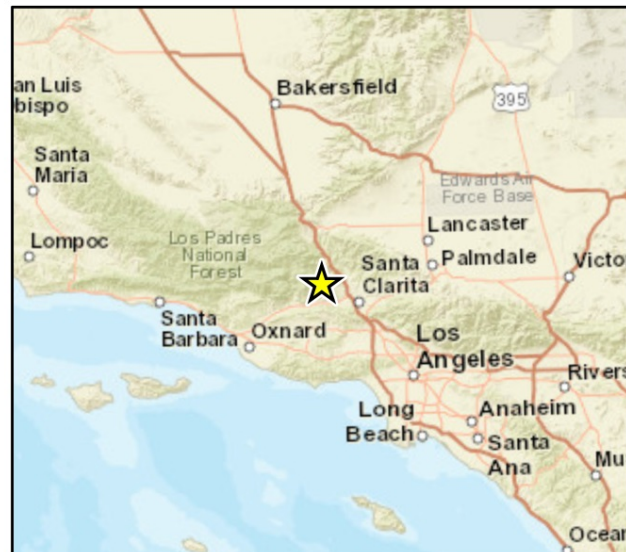 Bakersfield
an Luis
bispo
395
Santa
Maria
Edwards Air
Force Base
Lancaster
Los Padres
National
Forest
Lompoc
Santa
Clarita
Palmdale
Victo
Santa
Barbara
Oxnard
Los
Angeles
Rivers
Long
Beach
Anaheim
Santa
Ana
Mu
Ocean